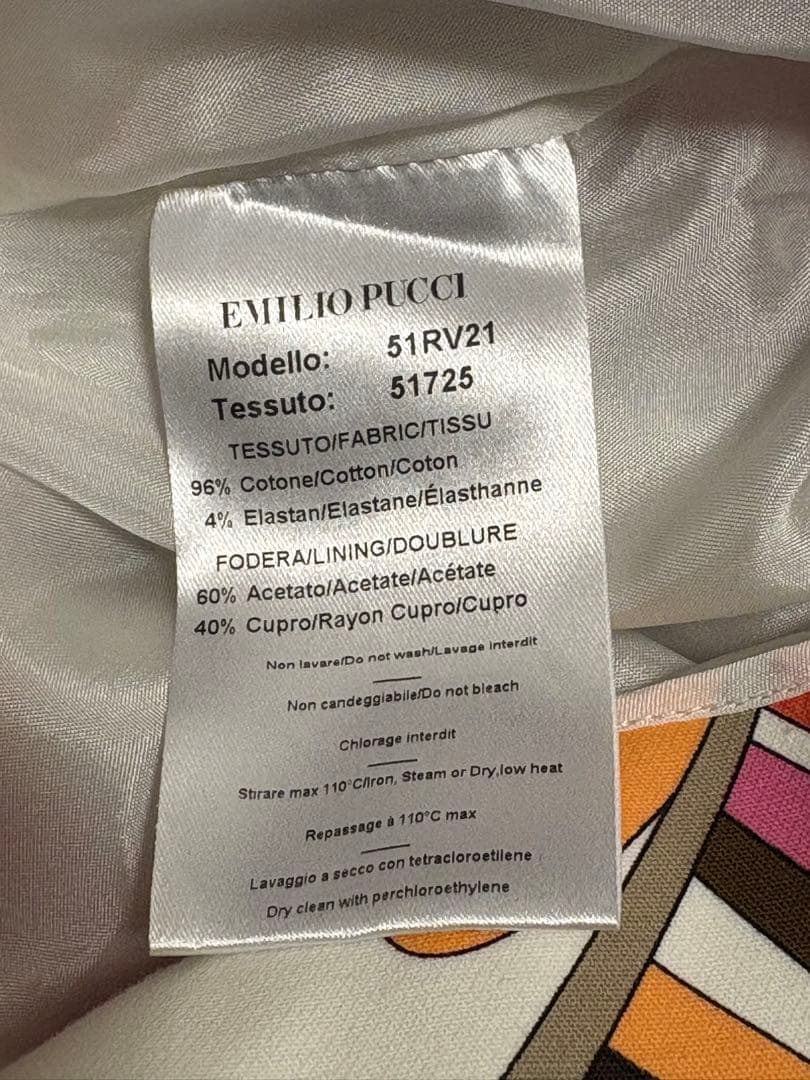 EMILIO PUCCI
Modello: 51RV21
Tessuto: 51725
TESSUTO/FABRIC/TISSU
96% Cotone/Cotton/Coton
4% Elastan/Elastane/Élasthanne
FODERA/LINING/DOUBLURE
60% Acetato/Acetate/Acétate
40% Cupro/Rayon Cupro/Cupro
Non lavare/Do not wash/Lavage interdit
Non candeggiabile/Do not bleach
Chlorage interdit
Stirare max 110°C/Iron, Steam or Dry,low heat
Repassage à 110°C max
Lavaggio a secco con tetracloroetilene
Dry clean with perchloroethylene